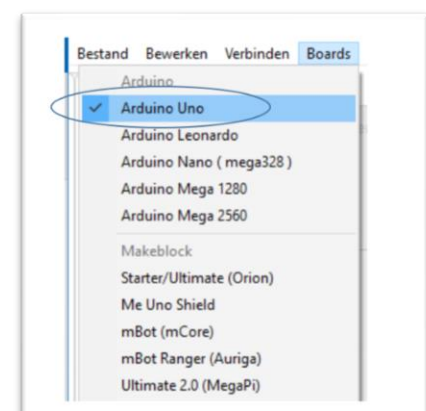 Bestand Bewerken Verbinden Boards
Arduino
Arduino Uno
Arduino Leonardo
Arduino Nano ( mega328 )
Arduino Mega 1280
Arduino Mega 2560
Makeblock
Starter/Ultimate (Orion)
Me Uno Shield
mBot (mCore)
mBot Ranger (Auriga)
Ultimate 2.0 (MegaPi)